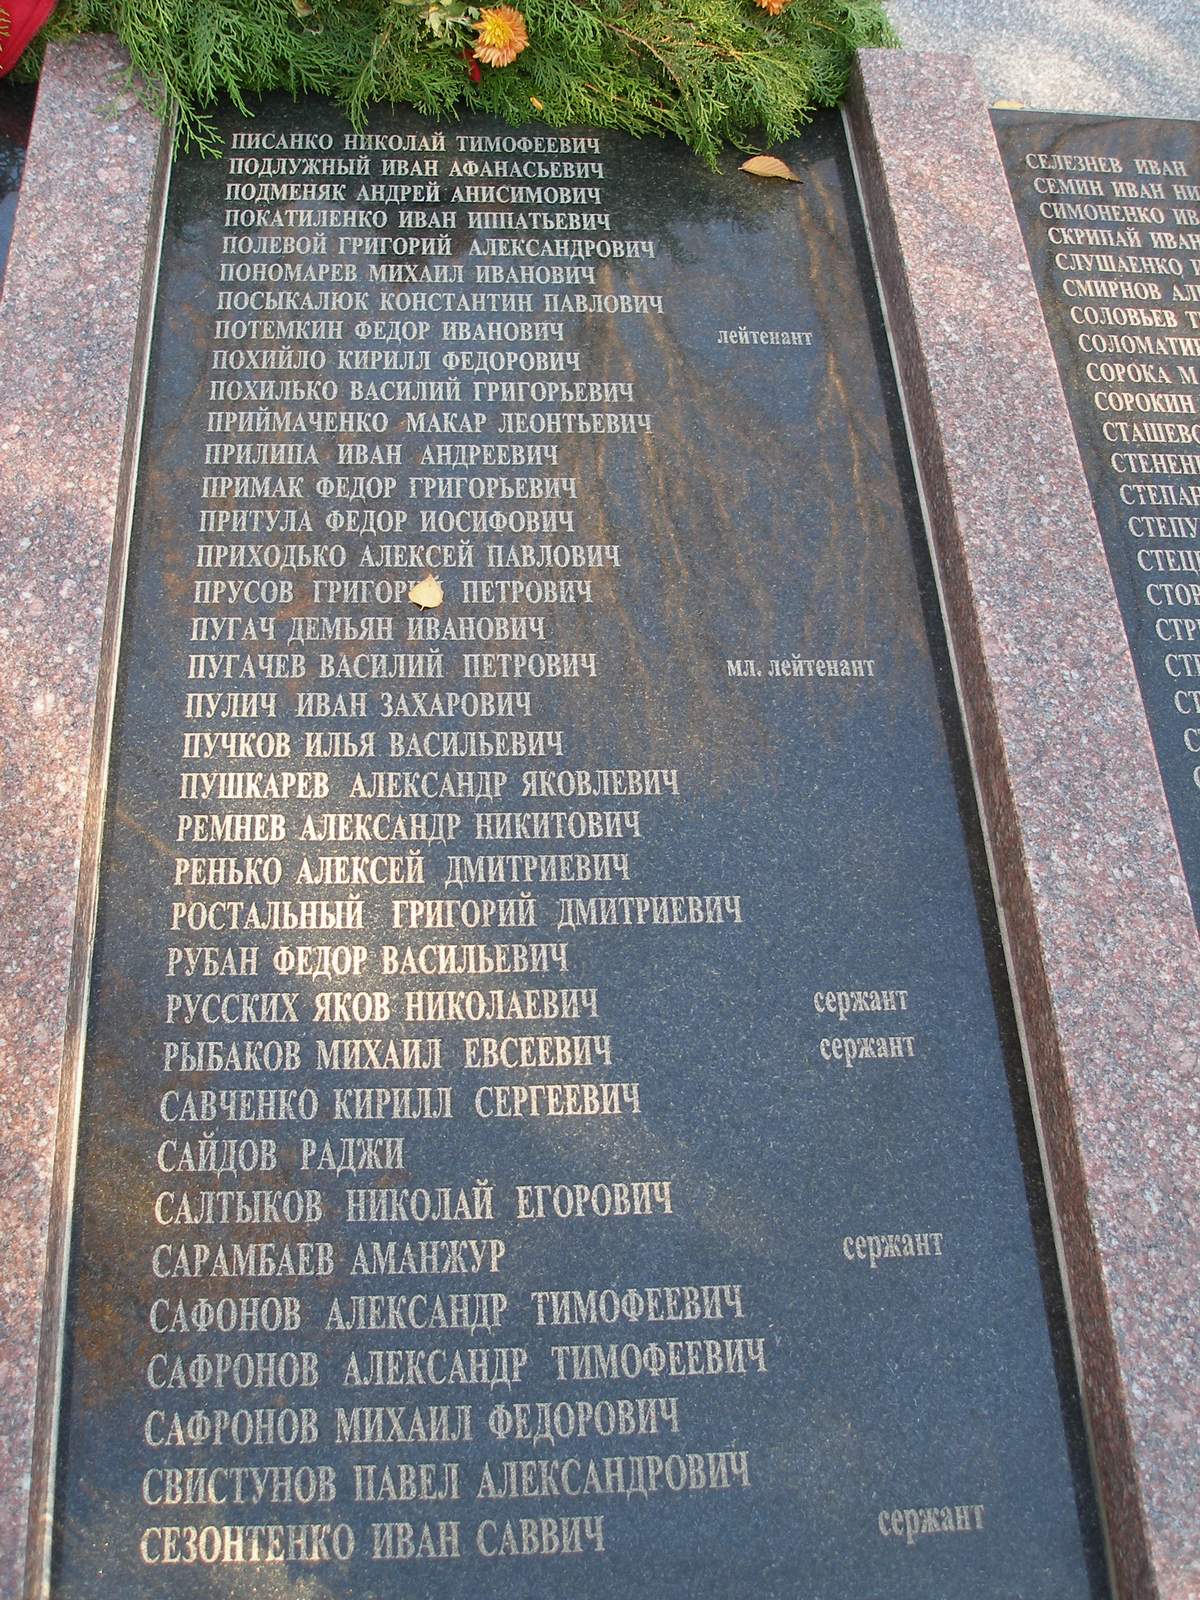 ПИСАНКО НИКОЛАЙ ТИМОФЕЕВИЧ
ПОДЛУЖНЫЙ ИВАН АФАНАСЬЕВИЧ
ПОДМЕНЯК АНДРЕЙ АНИСИМОВИЧ
ПОКАТИЛЕНКО ИВАН ИППАТЬЕВИЧ
ПОЛЕВОЙ ГРИГОРИЙ АЛЕКСАНДРОВИЧ
ПОНОМАРЕВ МИХАИЛ ИВАНОВИЧ
ПОСЫКАЛЮК КОНСТАНТИН ПАВЛОВИЧ
ПОТЕМКИН ФЕДОР ИВАНОВИЧ лейтенант
ПОХИЙЛО КИРИЛЛ ФЕДОРОВИЧ
ПОХИЛЬКО ВАСИЛИЙ ГРИГОРЬЕВИЧ
ПРИЙМАЧЕНКО МАКАР ЛЕОНТЬЕВИЧ
ПРИЛИПА ИВАН АНДРЕЕВИЧ
ПРИМАК ФЕДОР ГРИГОРЬЕВИЧ
ПРИТУЛА ФЕДОР ИОСИФОВИЧ
ПРИХОДЬКО АЛЕКСЕЙ ПАВЛОВИЧ
ПРУСОВ ГРИГОРИЙ ПЕТРОВИЧ
ПУГАЧ ДЕМЬЯН ИВАНОВИЧ
ПУГАЧЕВ ВАСИЛИЙ ПЕТРОВИЧ мл. лейтенант
ПУЛИЧ ИВАН ЗАХАРОВИЧ
ПУЧКОВ ИЛЬЯ ВАСИЛЬЕВИЧ
ПУШКАРЕВ АЛЕКСАНДР ЯКОВЛЕВИЧ
РЕМНЕВ АЛЕКСАНДР НИКИТОВИЧ
РЕНЬКО АЛЕКСЕЙ ДМИТРИЕВИЧ
РОСТАЛЬНЫЙ ГРИГОРИЙ ДМИТРИЕВИЧ
РУБАН ФЕДОР ВАСИЛЬЕВИЧ
РУССКИХ ЯКОВ НИКОЛАЕВИЧ сержант
РЫБАКОВ МИХАИЛ ЕВСЕЕВИЧ сержант
САВЧЕНКО КИРИЛЛ СЕРГЕЕВИЧ
САЙДОВ РАДЖИ
САЛТЫКОВ НИКОЛАЙ ЕГОРОВИЧ
САРАМБАЕВ АМАНЖУР сержант
САФОНОВ АЛЕКСАНДР ТИМОФЕЕВИЧ
САФРОНОВ АЛЕКСАНДР ТИМОФЕЕВИЧ
САФРОНОВ МИХАИЛ ФЕДОРОВИЧ
СВИСТУНОВ ПАВЕЛ АЛЕКСАНДРОВИЧ
СЕЗОНТЕНКО ИВАН САВВИЧ сержант
СЕЛЕЗНЕВ ИВАН
СЕМИН ИВАН
СИМОНЕНКО
СКРИПАЙ ИВАН
СЛУШАЕНКО
СМИРНОВ
СОЛОВЬЕВ
СОРОКА
СОРОКИН